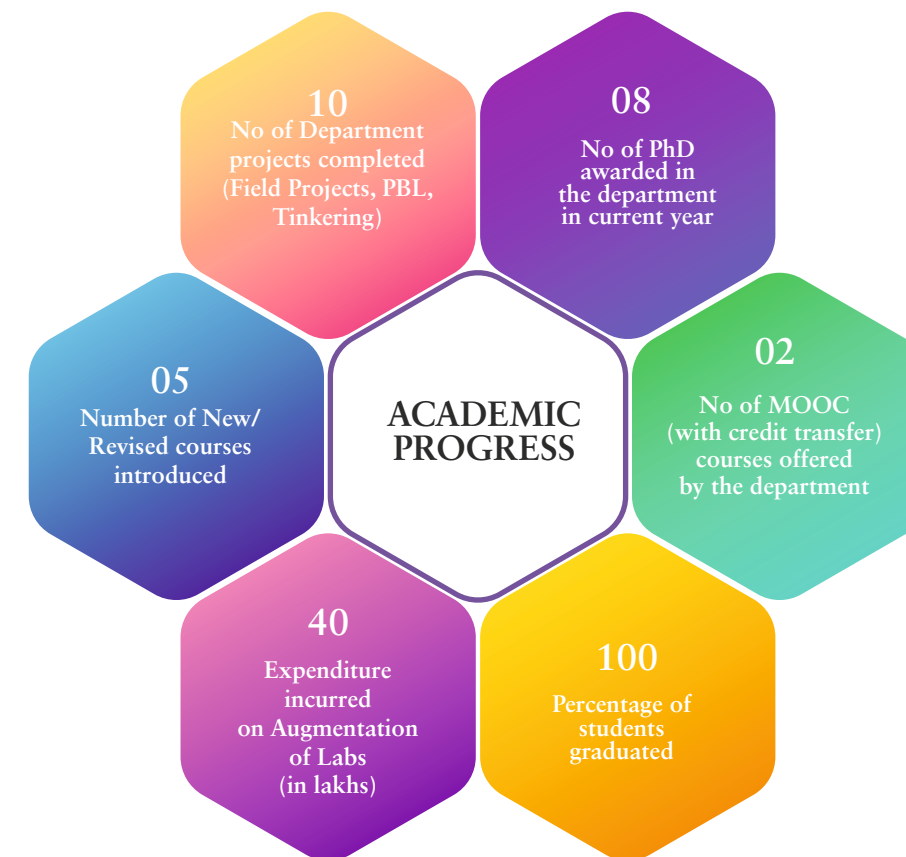 10
No of Department
projects completed
(Field Projects, PBL,
Tinkering)
08
No of PhD
awarded in
the department
in current year
05
Number of New/
Revised courses
introduced
ACADEMIC
PROGRESS
02
No of MOOC
(with credit transfer)
courses offered
by the department
40
Expenditure
incurred
on Augmentation
of Labs
(in lakhs)
100
Percentage of
students
graduated